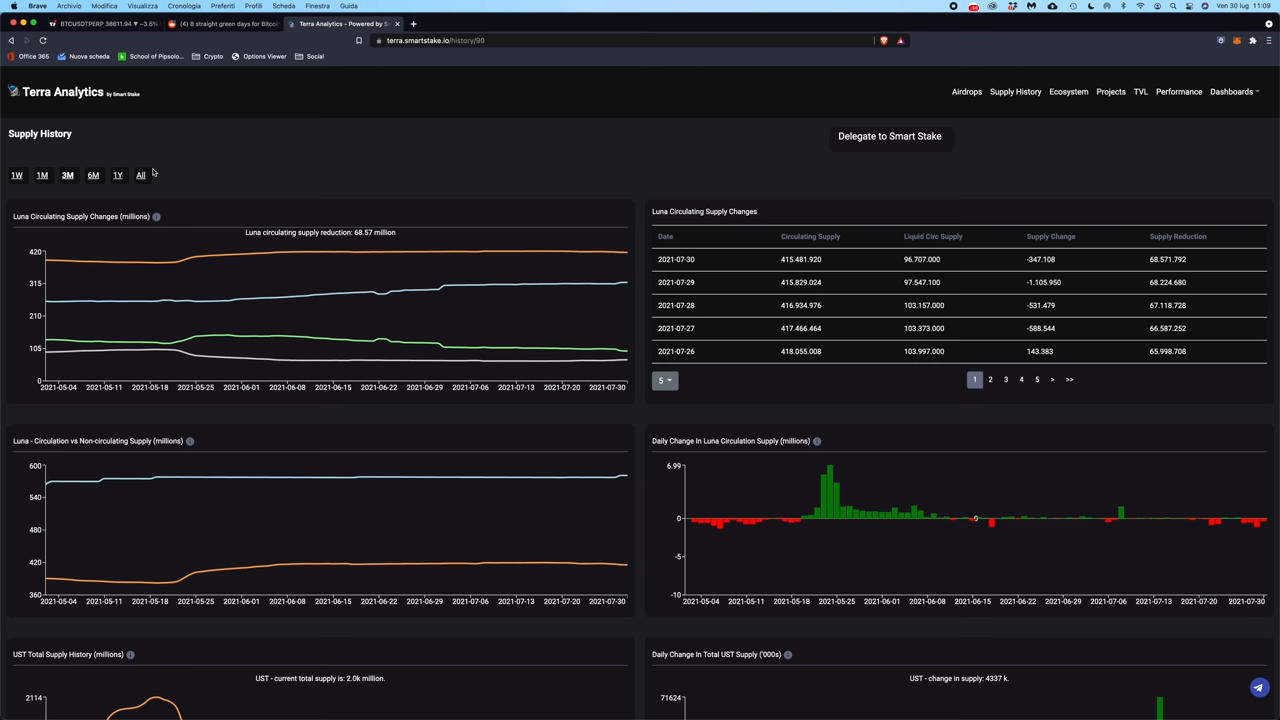 Brave Archivio Modifica Visualizza Cronologia Preferiti Profili Scheda Finestra Guida Ven 30 lug 11:09
BTCUSDTPERP 38611.94 ▼ −3.5%
(4) 8 straight green days for Bitcoin
Terra Analytics - Powered by S
terra.smartstake.io/history/90
Office 365 Nuova scheda School of Pipsolo... Crypto Options Viewer Social
Terra Analytics by Smart Stake
Airdrops Supply History Ecosystem Projects TVL Performance Dashboards
Supply History
Delegate to Smart Stake
1W 1M 3M 6M 1Y All
Luna Circulating Supply Changes (millions)
Luna circulating supply reduction: 68.57 million
420
315
210
105
0
2021-05-04 2021-05-11 2021-05-18 2021-05-25 2021-06-01 2021-06-08 2021-06-15 2021-06-22 2021-06-29 2021-07-06 2021-07-13 2021-07-20 2021-07-30
Luna Circulating Supply Changes
Date Circulating Supply Liquid Circ Supply Supply Change Supply Reduction
2021-07-30 415.481.920 96.707.000 -347.108 68.571.792
2021-07-29 415.829.024 97.547.100 -1.105.950 68.224.680
2021-07-28 416.934.976 103.157.000 -531.479 67.118.728
2021-07-27 417.466.464 103.373.000 -588.544 66.587.252
2021-07-26 418.055.008 103.997.000 143.383 65.998.708
5 1 2 3 4 5 > >>
Luna - Circulation vs Non-circulating Supply (millions)
600
540
480
420
360
2021-05-04 2021-05-11 2021-05-18 2021-05-25 2021-06-01 2021-06-08 2021-06-15 2021-06-22 2021-06-29 2021-07-06 2021-07-13 2021-07-20 2021-07-30
Daily Change In Luna Circulation Supply (millions)
6.99
0
-5
-10
2021-05-04 2021-05-11 2021-05-18 2021-05-25 2021-06-01 2021-06-08 2021-06-15 2021-06-22 2021-06-29 2021-07-06 2021-07-13 2021-07-20 2021-07-30
UST Total Supply History (millions)
UST - current total supply is: 2.0k million.
2114
Daily Change In Total UST Supply ('000s)
UST - change in supply: 4337 k.
71624